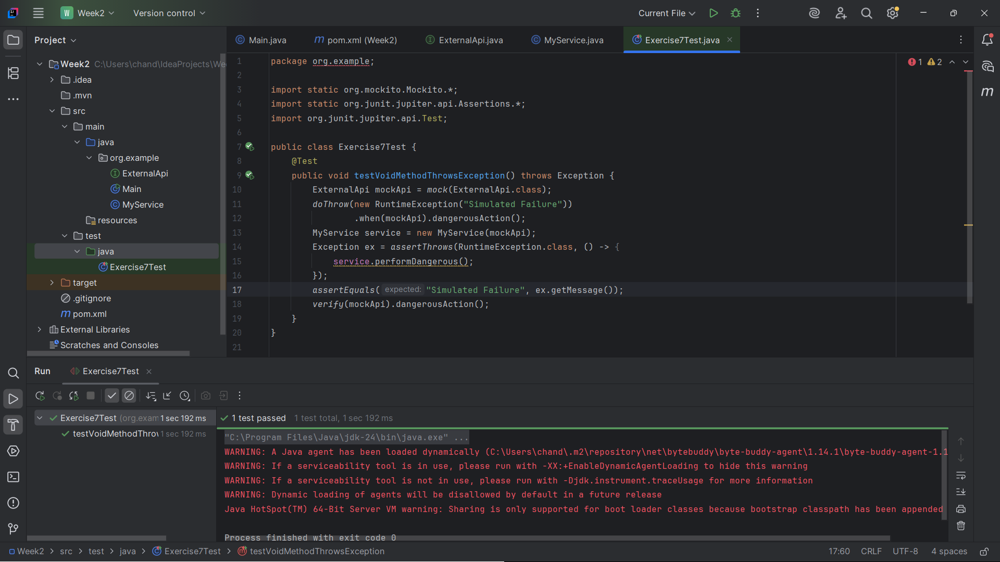 W Week2 Version control Current File
Project
Main.java m pom.xml (Week2) ExternalApi.java MyService.java Exercise7Test.java
Week2 C:\Users\chand\IdeaProjects\We
.idea
.mvn
src
main
java
org.example
ExternalApi
Main
MyService
resources
test
java
Exercise7Test
target
.gitignore
m pom.xml
External Libraries
Scratches and Consoles
1 2
1 package org.example;
2
3 import static org.mockito.Mockito.*;
4 import static org.junit.jupiter.api.Assertions.*;
5 import org.junit.jupiter.api.Test;
6
7 public class Exercise7Test {
8 @Test
9 public void testVoidMethodThrowsException() throws Exception {
10 ExternalApi mockApi = mock(ExternalApi.class);
11 doThrow(new RuntimeException("Simulated Failure"))
12 .when(mockApi).dangerousAction();
13 MyService service = new MyService(mockApi);
14 Exception ex = assertThrows(RuntimeException.class, () -> {
15 service.performDangerous();
16 });
17 assertEquals( expected: "Simulated Failure", ex.getMessage());
18 verify(mockApi).dangerousAction();
19 }
20 }
21
m
Run Exercise7Test
Exercise7Test (org.exam 1 sec 192 ms
testVoidMethodThro 1 sec 192 ms
1 test passed 1 test total, 1 sec 192 ms
"C:\Program Files\Java\jdk-24\bin\java.exe" ...
WARNING: A Java agent has been loaded dynamically (C:\Users\chand\.m2\repository\net\bytebuddy\byte-buddy-agent\1.14.1\byte-buddy-agent-1.1
WARNING: If a serviceability tool is in use, please run with -XX:+EnableDynamicAgentLoading to hide this warning
WARNING: If a serviceability tool is not in use, please run with -Djdk.instrument.traceUsage for more information
WARNING: Dynamic loading of agents will be disallowed by default in a future release
Java HotSpot(TM) 64-Bit Server VM warning: Sharing is only supported for boot loader classes because bootstrap classpath has been appended
Process finished with exit code 0
Week2 > src > test > java > Exercise7Test > testVoidMethodThrowsException 17:60 CRLF UTF-8 4 spaces